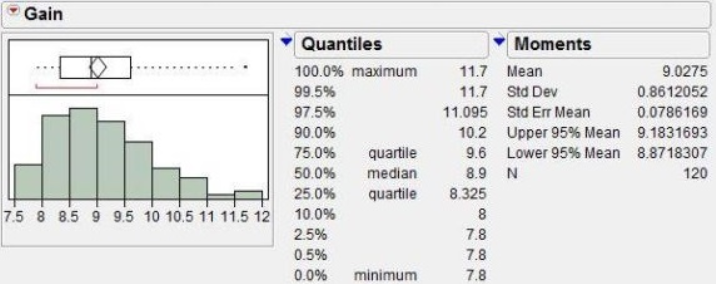 Gain
7.5 8 8.5 9 9.5 10 10.5 11 11.5 12
Quantiles
100.0% maximum 11.7
99.5% 11.7
97.5% 11.095
90.0% 10.2
75.0% quartile 9.6
50.0% median 8.9
25.0% quartile 8.325
10.0% 8
2.5% 7.8
0.5% 7.8
0.0% minimum 7.8
Moments
Mean 9.0275
Std Dev 0.8612052
Std Err Mean 0.0786169
Upper 95% Mean 9.1831693
Lower 95% Mean 8.8718307
N 120